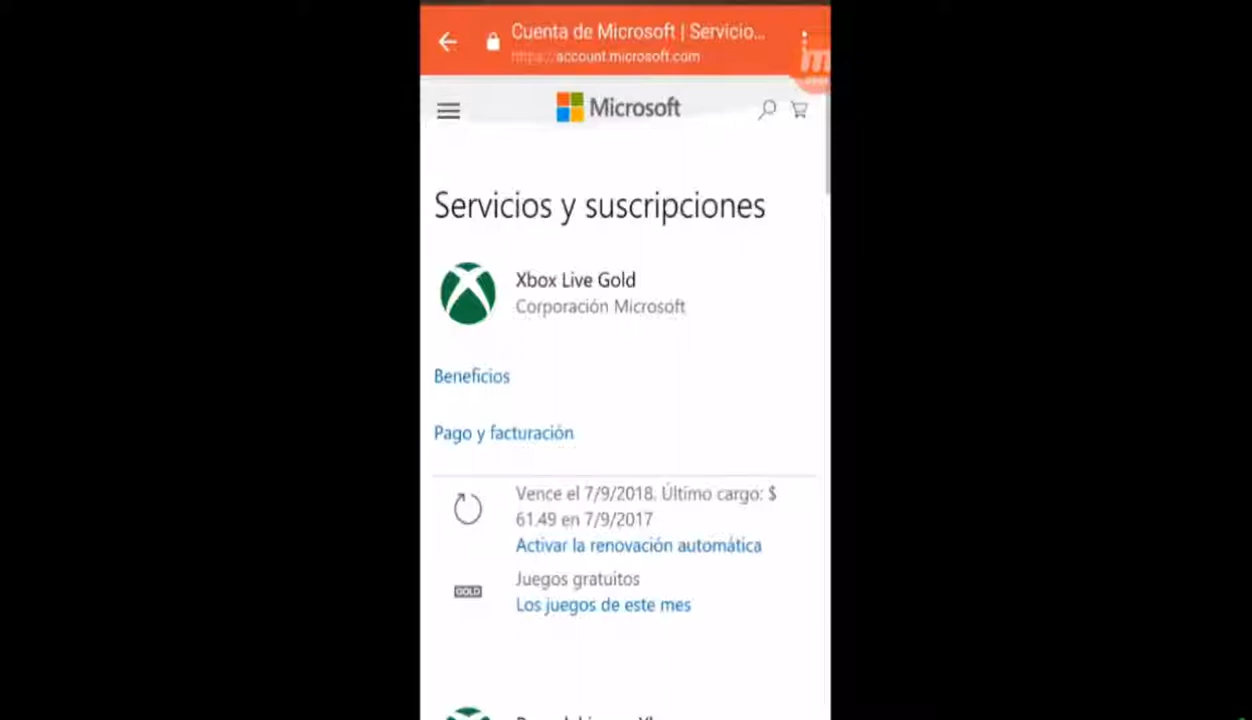 Cuenta de Microsoft | Servicio...
https://account.microsoft.com
Microsoft
Servicios y suscripciones
Xbox Live Gold
Corporación Microsoft
Beneficios
Pago y facturación
Vence el 7/9/2018. Último cargo: $
61.49 en 7/9/2017
Activar la renovación automática
GOLD
Juegos gratuitos
Los juegos de este mes